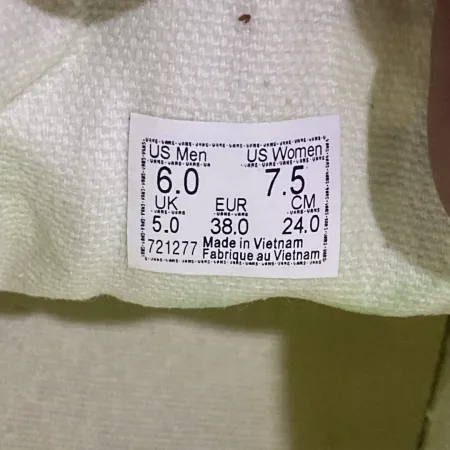 US Men US Women
6.0 7.5
UK EUR CM
5.0 38.0 24.0
721277 Made in Vietnam
Fabrique au Vietnam